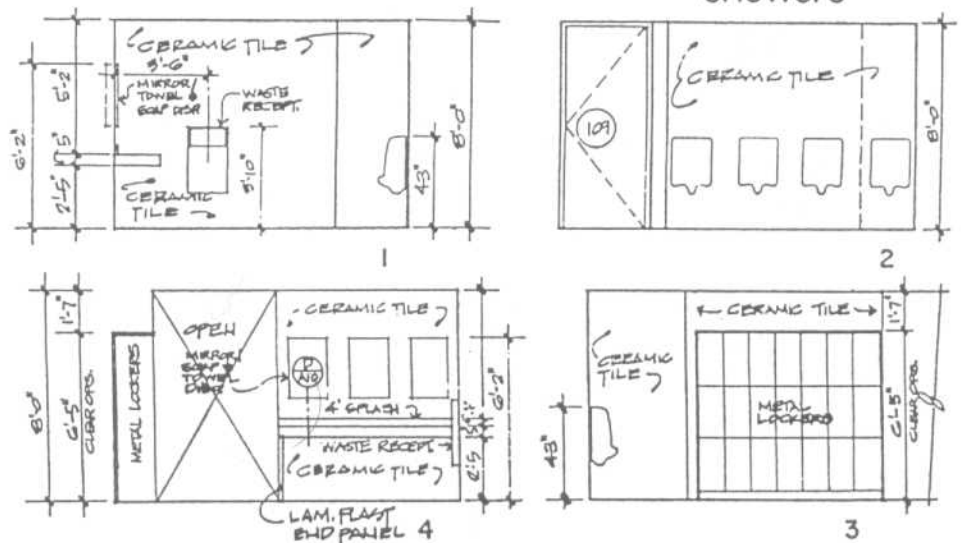 CERAMIC TILE
3'-6"
MIRROR/
TOWEL &
SOAP DISP.
WASTE
RECEPT.
5'-2"
6'-2"
5"
2'-5"
3'-10"
43"
8'-0"
CERAMIC
TILE
1
CERAMIC TILE
109
8'-0"
2
1'-7"
8'-0"
6'-5"
CLEAR OPG.
METAL LOCKERS
OPEN
MIRROR/
SOAP &
TOWEL
DISP.
CERAMIC TILE
A10
4" SPLASH
WASTE RECEPT.
CERAMIC TILE
6'-2"
2'-5"
LAM. PLAST
END PANEL
4
CERAMIC TILE
1'-7"
CERAMIC
TILE
METAL
LOCKERS
43"
6'-5"
CLEAR OPG.
3